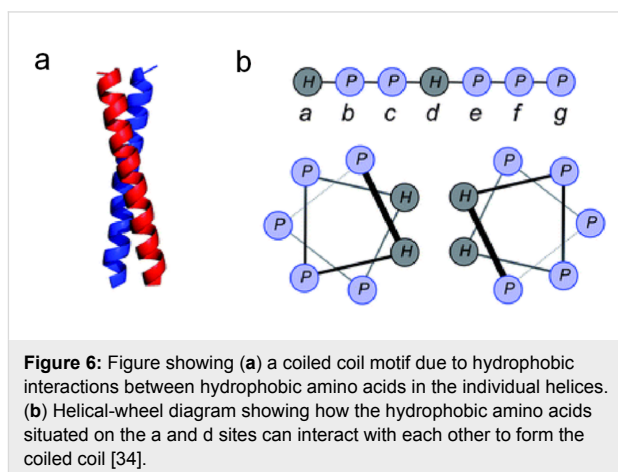 a
b
H P P H P P P
a b c d e f g
P P
P H H P
P H H P
P P P P
Figure 6: Figure showing (a) a coiled coil motif due to hydrophobic
interactions between hydrophobic amino acids in the individual helices.
(b) Helical-wheel diagram showing how the hydrophobic amino acids
situated on the a and d sites can interact with each other to form the
coiled coil [34].